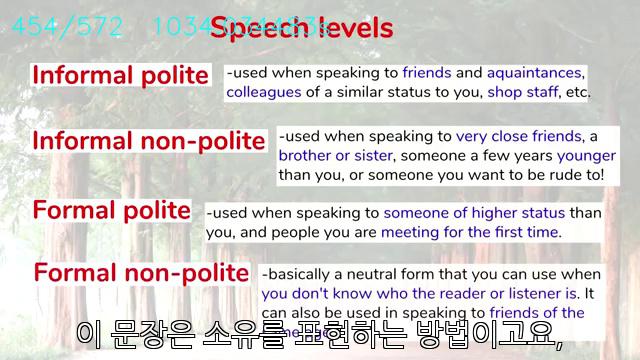 454/572
Speech levels
Informal polite
-used when speaking to friends and aquaintances,
colleagues of a similar status to you, shop staff, etc.
Informal non-polite
-used when speaking to very close friends, a
brother or sister, someone a few years younger
than you, or someone you want to be rude to!
Formal polite
-used when speaking to someone of higher status than
you, and people you are meeting for the first time.
Formal non-polite
-basically a neutral form that you can use when
you don't know who the reader or listener is. It
can also be used in speaking to friends of the
이 문장은 소유를 표현하는 방법이고요,